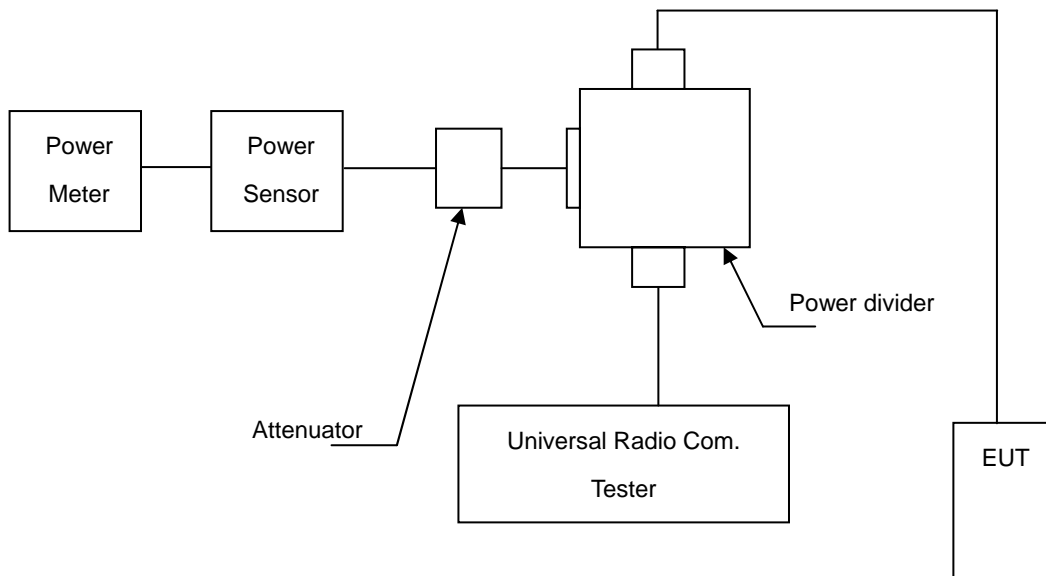 Power
Meter
Power
Sensor
Power divider
Attenuator
Universal Radio Com.
Tester
EUT